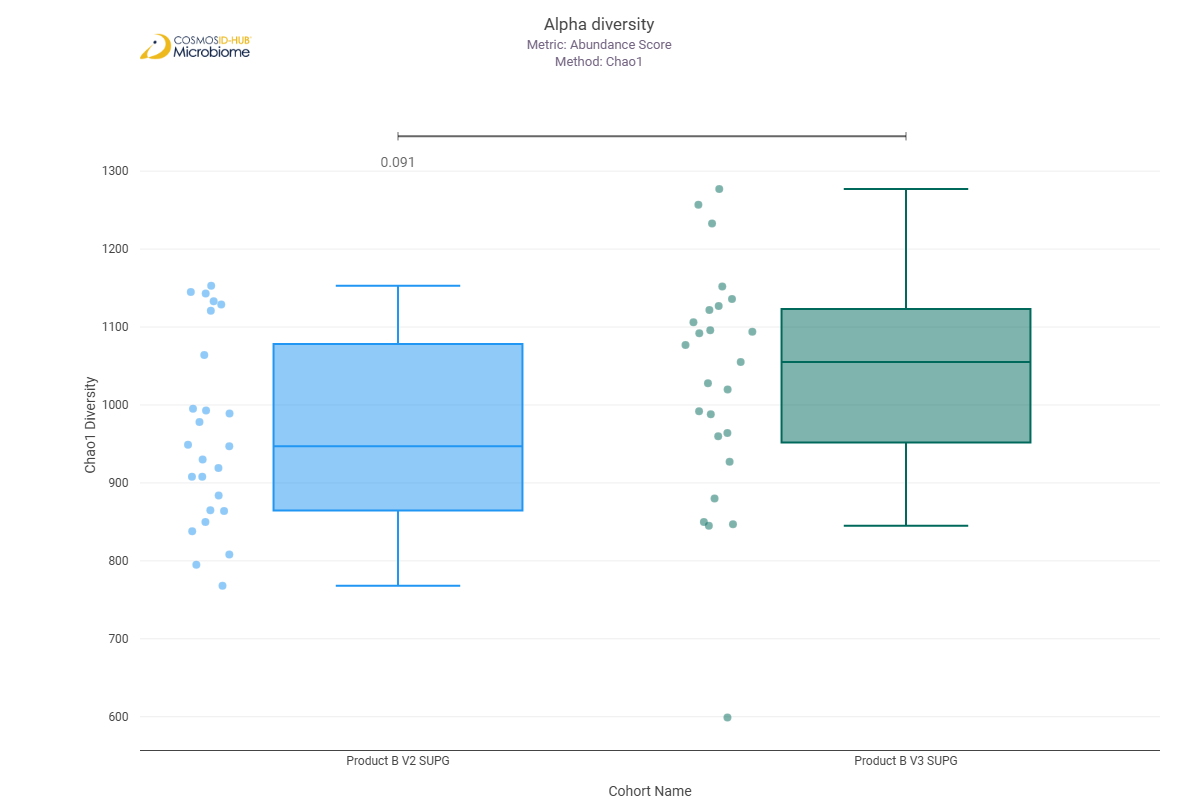 Alpha diversity
Metric: Abundance Score
Method: Chao1
COSMOSID-HUB
Microbiome
0.091
1300
1200
1100
1000
900
800
700
600
Chao1 Diversity
Product B V2 SUPG
Product B V3 SUPG
Cohort Name